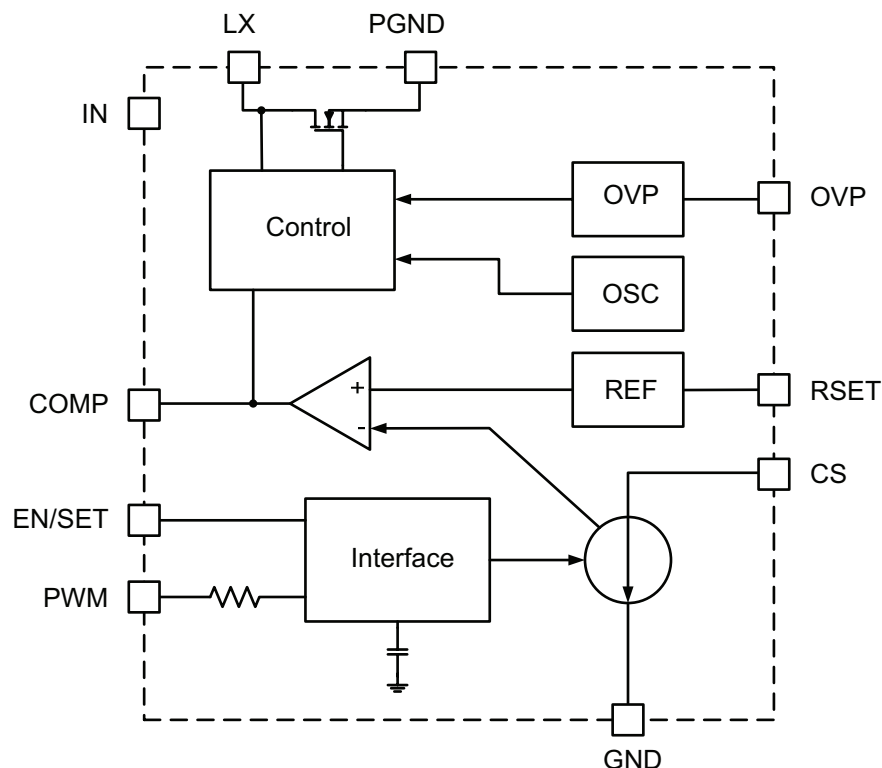 LX
PGND
IN
OVP
OVP
Control
OSC
COMP
+
REF
RSET
-
CS
EN/SET
Interface
PWM
GND